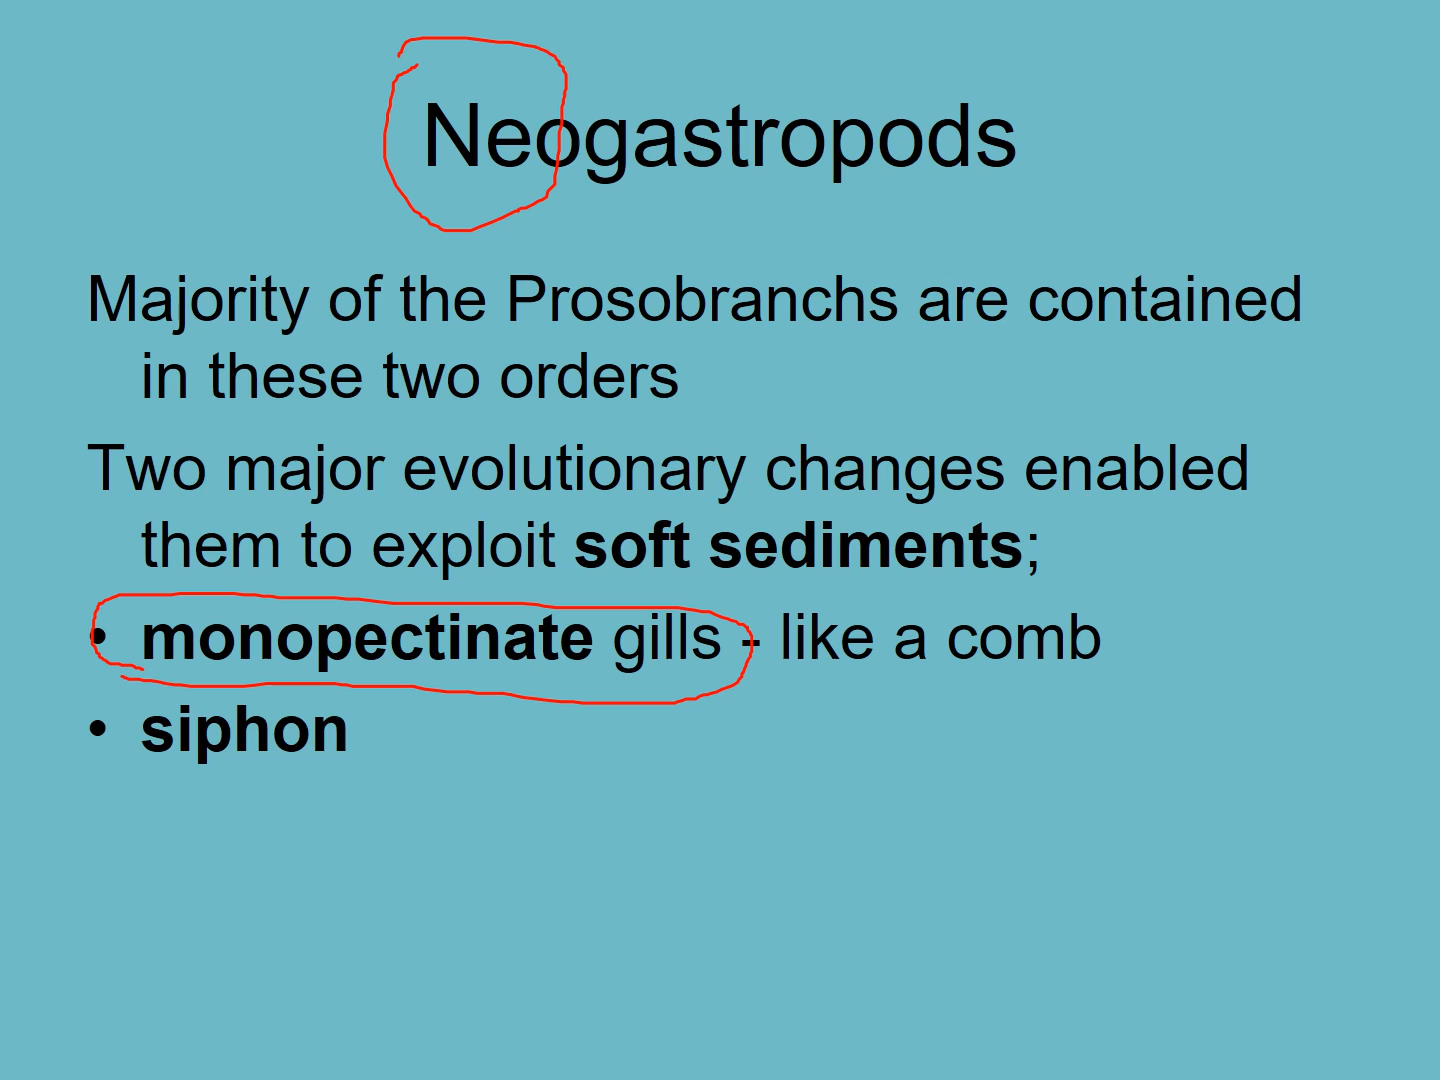 Neogastropods
Majority of the Prosobranchs are contained
in these two orders
Two major evolutionary changes enabled
them to exploit soft sediments;
• monopectinate gills - like a comb
• siphon